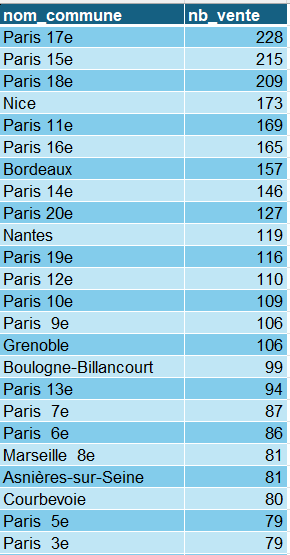 nom_commune nb_vente
Paris 17e 228
Paris 15e 215
Paris 18e 209
Nice 173
Paris 11e 169
Paris 16e 165
Bordeaux 157
Paris 14e 146
Paris 20e 127
Nantes 119
Paris 19e 116
Paris 12e 110
Paris 10e 109
Paris  9e 106
Grenoble 106
Boulogne-Billancourt 99
Paris 13e 94
Paris  7e 87
Paris  6e 86
Marseille  8e 81
Asnières-sur-Seine 81
Courbevoie 80
Paris  5e 79
Paris  3e 79